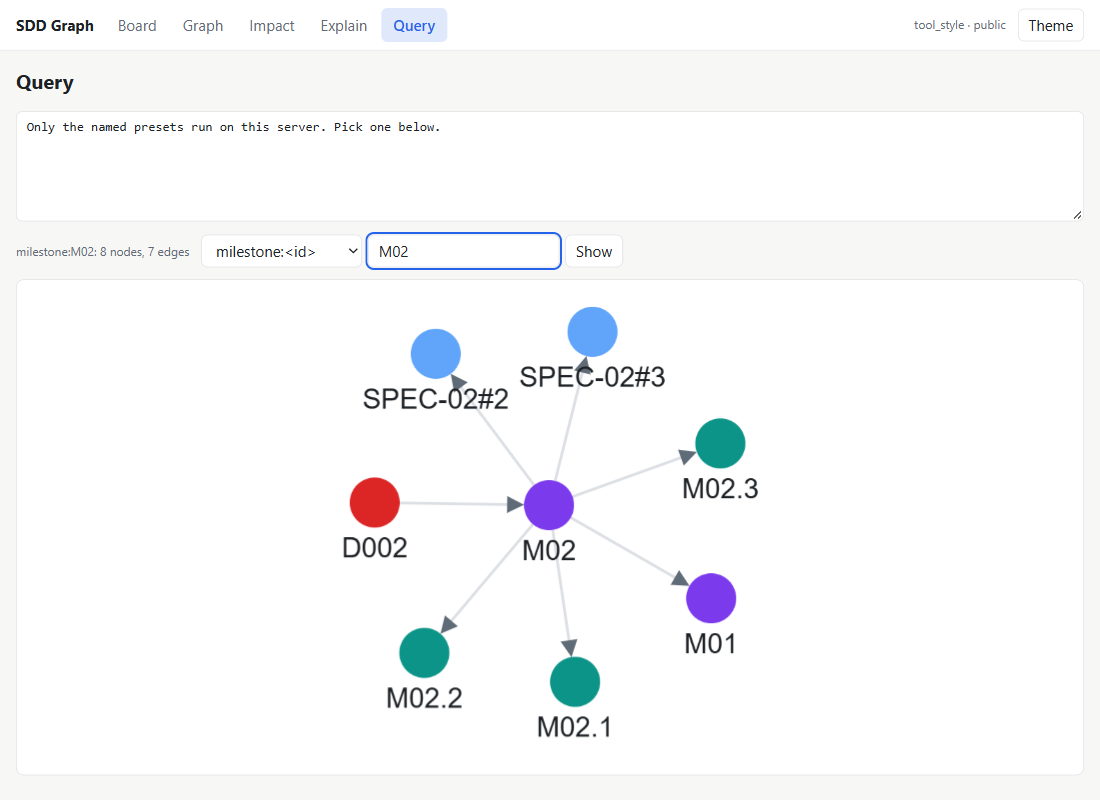 SDD Graph Board Graph Impact Explain Query tool_style · public Theme
Query
Only the named presets run on this server. Pick one below.
milestone:M02: 8 nodes, 7 edges milestone:<id> M02 Show
SPEC-02#3
SPEC-02#2
M02.3
D002
M02
M01
M02.2
M02.1